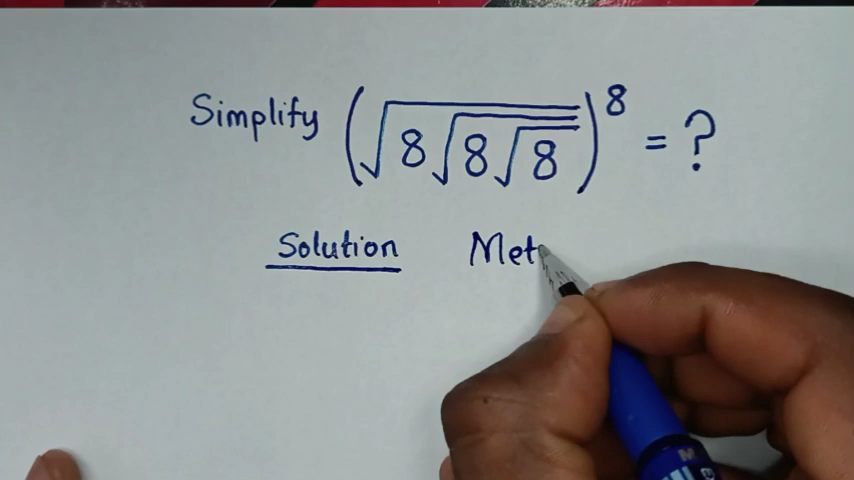 Simplify (√8√8√8)⁸ = ?
Solution Met